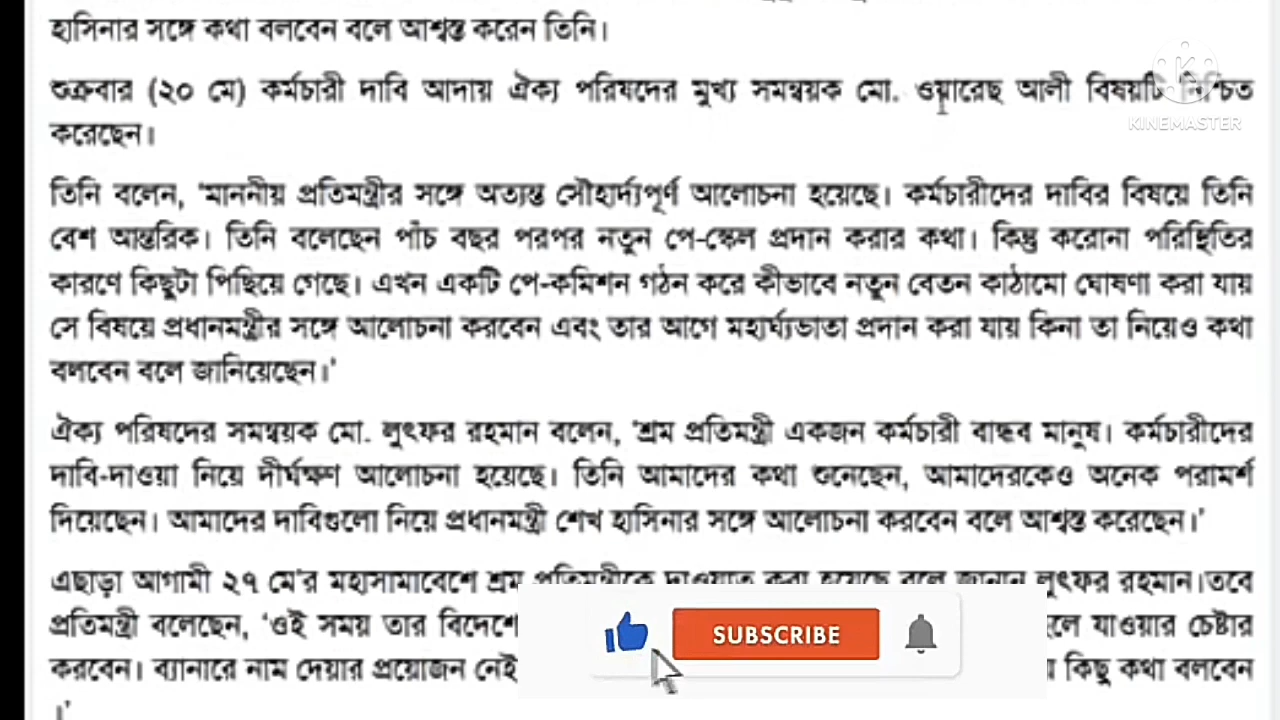 হাসিনার সঙ্গে কথা বলবেন বলে আশ্বস্ত করেন তিনি।
শুক্রবার (২০ মে) কর্মচারী দাবি আদায় ঐক্য পরিষদের মুখ্য সমন্বয়ক মো. ওয়ারেছ আলী বিষয়টি নিশ্চিত
করেছেন।
KINEMASTER
তিনি বলেন, ‘মাননীয় প্রতিমন্ত্রীর সঙ্গে অত্যন্ত সৌহার্দ্যপূর্ণ আলোচনা হয়েছে। কর্মচারীদের দাবির বিষয়ে তিনি
বেশ আন্তরিক। তিনি বলেছেন পাঁচ বছর পরপর নতুন পে-স্কেল প্রদান করার কথা। কিন্তু করোনা পরিস্থিতির
কারণে কিছুটা পিছিয়ে গেছে। এখন একটি পে-কমিশন গঠন করে কীভাবে নতুন বেতন কাঠামো ঘোষণা করা যায়
সে বিষয়ে প্রধানমন্ত্রীর সঙ্গে আলোচনা করবেন এবং তার আগে মহার্ঘ্যভাতা প্রদান করা যায় কিনা তা নিয়েও কথা
বলবেন বলে জানিয়েছেন।’
ঐক্য পরিষদের সমন্বয়ক মো. লুৎফর রহমান বলেন, ‘শ্রম প্রতিমন্ত্রী একজন কর্মচারী বান্ধব মানুষ। কর্মচারীদের
দাবি-দাওয়া নিয়ে দীর্ঘক্ষণ আলোচনা হয়েছে। তিনি আমাদের কথা শুনেছেন, আমাদেরকেও অনেক পরামর্শ
দিয়েছেন। আমাদের দাবিগুলো নিয়ে প্রধানমন্ত্রী শেখ হাসিনার সঙ্গে আলোচনা করবেন বলে আশ্বস্ত করেছেন।’
এছাড়া আগামী ২৭ মে'র মহাসামাবেশে শ্রম প্রতিমন্ত্রীকে দাওয়াত করা হয়েছে বলে জানান লুৎফর রহমান।তবে
প্রতিমন্ত্রী বলেছেন, ‘ওই সময় তার বিদেশে যাওয়ার চেষ্টার
করবেন। ব্যানারে নাম দেয়ার প্রয়োজন নেই কিছু কথা বলবেন
।’
SUBSCRIBE